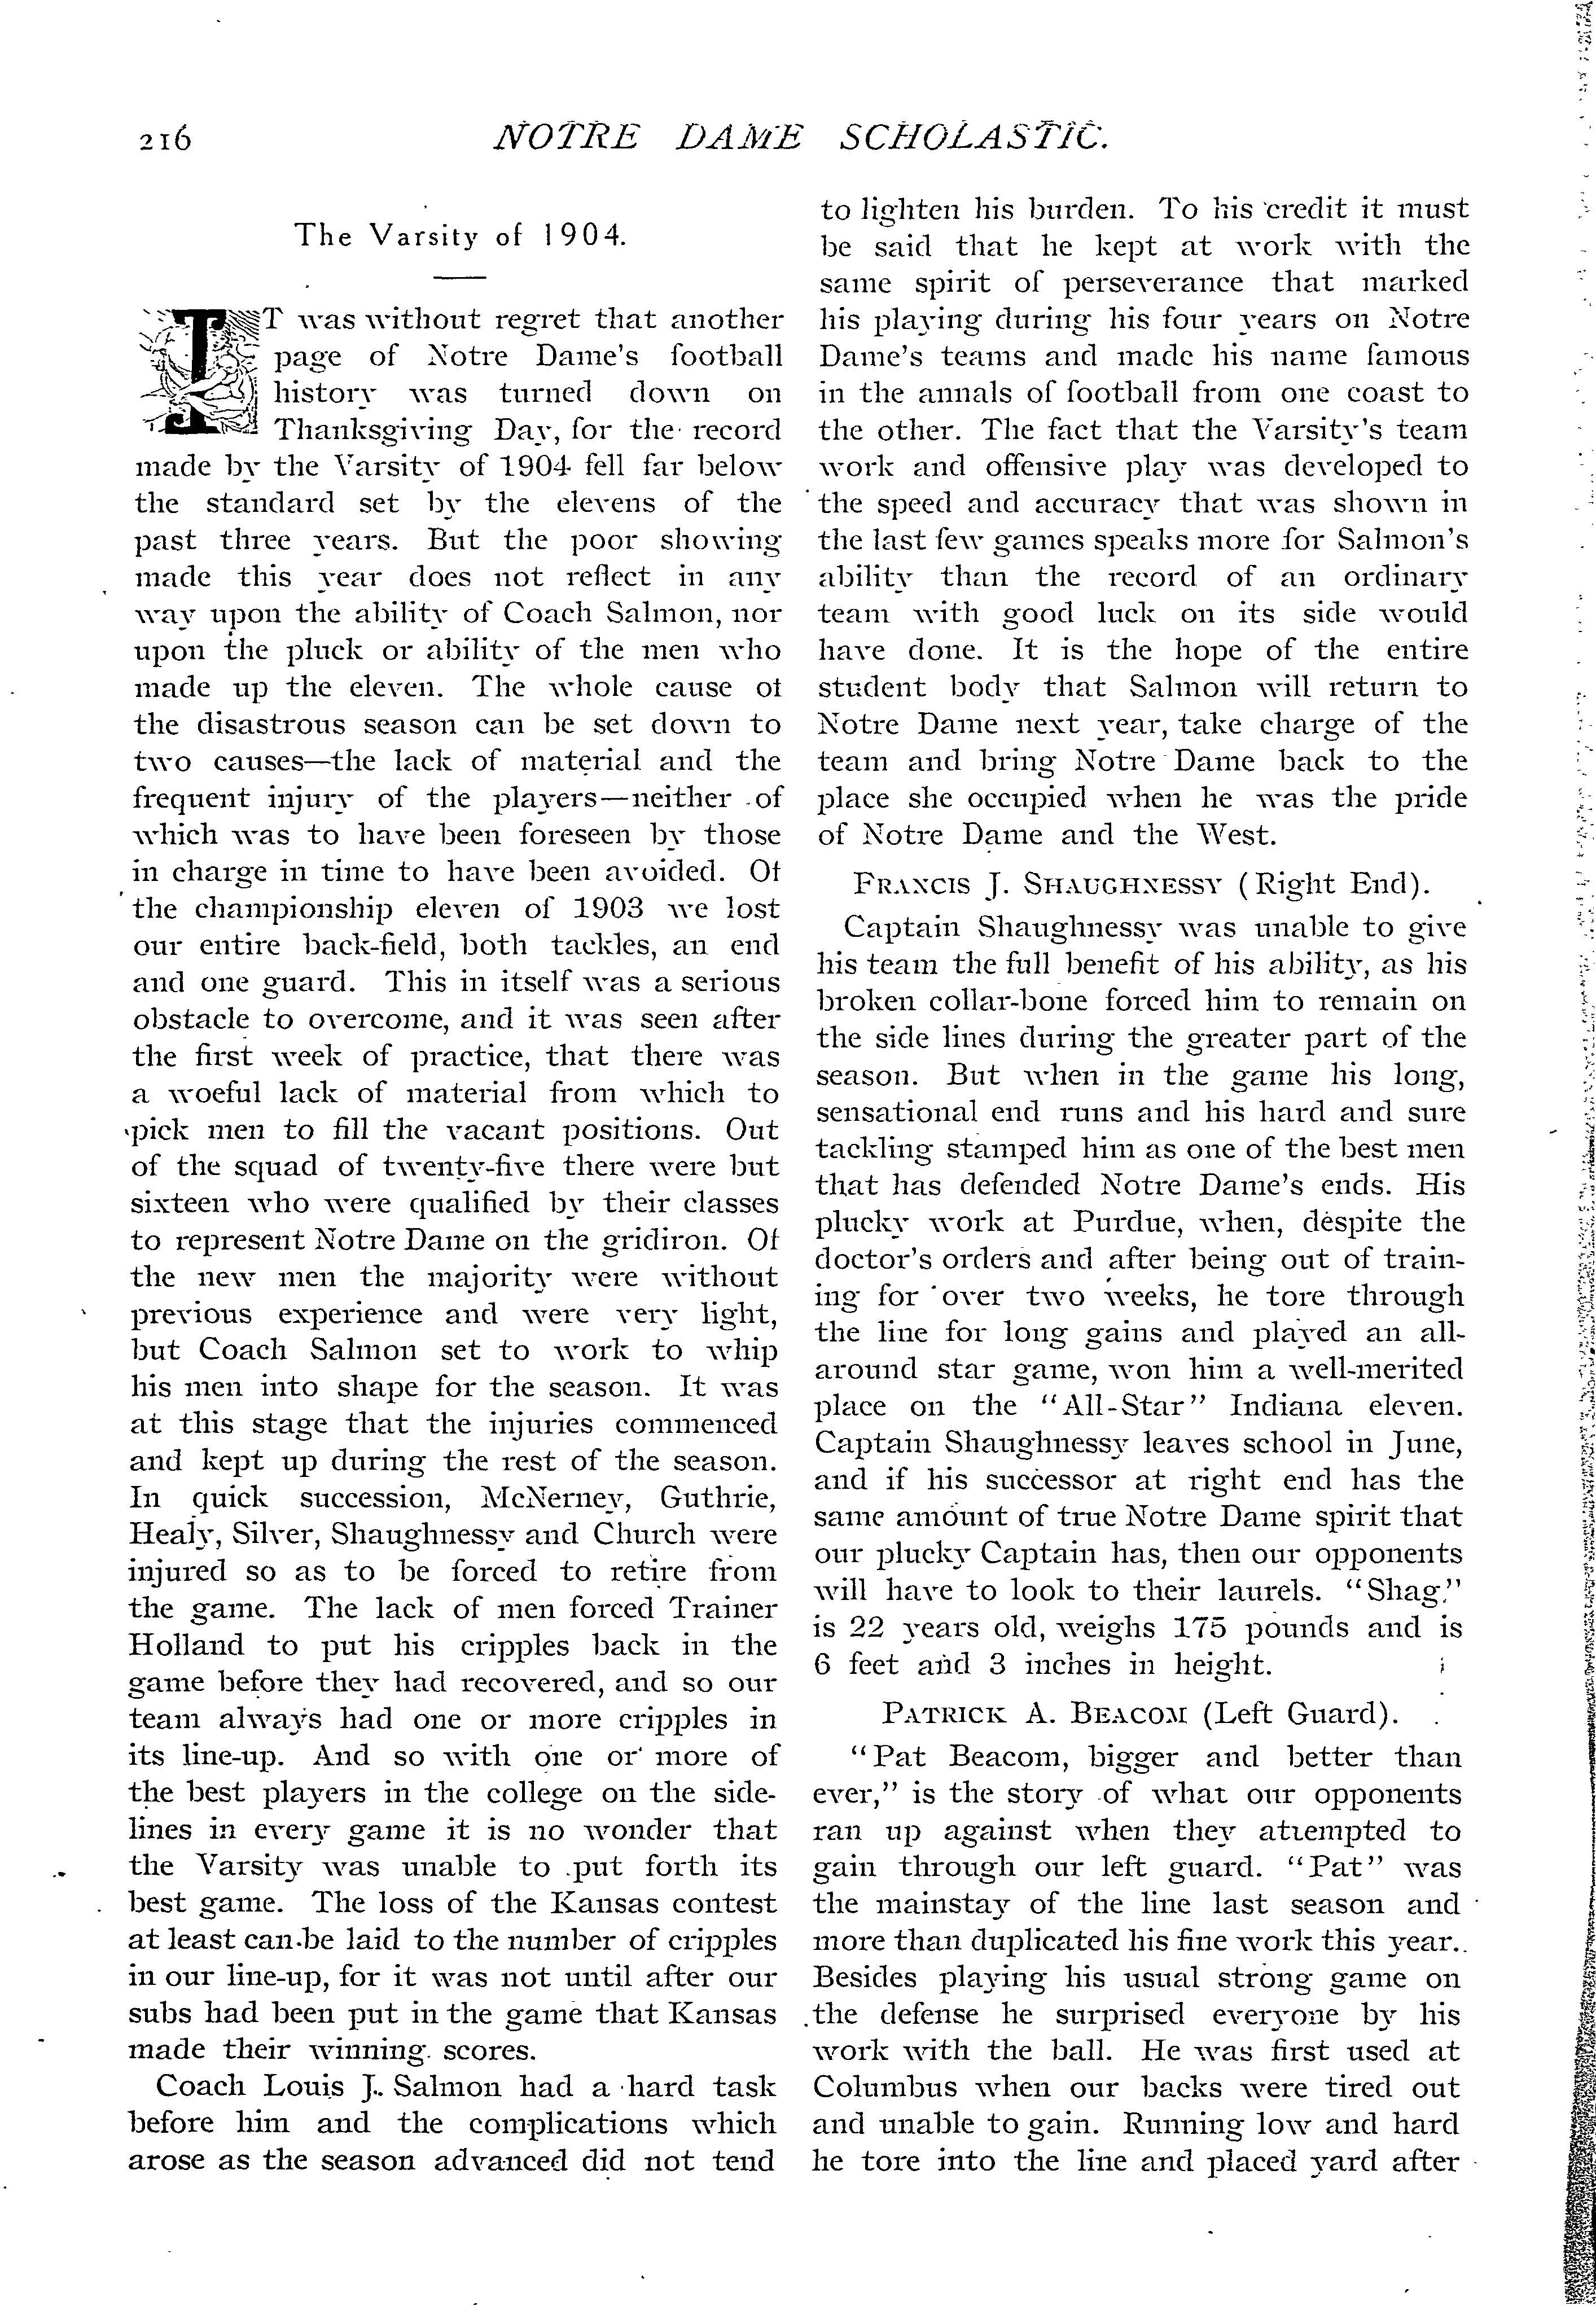 216
NOTRE DAME SCHOLASTIC.
The Varsity of 1904.
IT was without regret that another
page of Notre Dame's football
history was turned down on
Thanksgiving Day, for the record
made by the Varsity of 1904 fell far below
the standard set by the elevens of the
past three years. But the poor showing
made this year does not reflect in any
way upon the ability of Coach Salmon, nor
upon the pluck or ability of the men who
made up the eleven. The whole cause of
the disastrous season can be set down to
two causes—the lack of material and the
frequent injury of the players—neither of
which was to have been foreseen by those
in charge in time to have been avoided. Of
the championship eleven of 1903 we lost
our entire back-field, both tackles, an end
and one guard. This in itself was a serious
obstacle to overcome, and it was seen after
the first week of practice, that there was
a woeful lack of material from which to
pick men to fill the vacant positions. Out
of the squad of twenty-five there were but
sixteen who were qualified by their classes
to represent Notre Dame on the gridiron. Of
the new men the majority were without
previous experience and were very light,
but Coach Salmon set to work to whip
his men into shape for the season. It was
at this stage that the injuries commenced
and kept up during the rest of the season.
In quick succession, McNerney, Guthrie,
Healy, Silver, Shaughnessy and Church were
injured so as to be forced to retire from
the game. The lack of men forced Trainer
Holland to put his cripples back in the
game before they had recovered, and so our
team always had one or more cripples in
its line-up. And so with one or more of
the best players in the college on the side-
lines in every game it is no wonder that
the Varsity was unable to put forth its
best game. The loss of the Kansas contest
at least can be laid to the number of cripples
in our line-up, for it was not until after our
subs had been put in the game that Kansas
made their winning scores.
Coach Louis J. Salmon had a hard task
before him and the complications which
arose as the season advanced did not tend
to lighten his burden. To his credit it must
be said that he kept at work with the
same spirit of perseverance that marked
his playing during his four years on Notre
Dame's teams and made his name famous
in the annals of football from one coast to
the other. The fact that the Varsity's team
work and offensive play was developed to
the speed and accuracy that was shown in
the last few games speaks more for Salmon's
ability than the record of an ordinary
team with good luck on its side would
have done. It is the hope of the entire
student body that Salmon will return to
Notre Dame next year, take charge of the
team and bring Notre Dame back to the
place she occupied when he was the pride
of Notre Dame and the West.
FRANCIS J. SHAUGHNESSY (Right End).
Captain Shaughnessy was unable to give
his team the full benefit of his ability, as his
broken collar-bone forced him to remain on
the side lines during the greater part of the
season. But when in the game his long,
sensational end runs and his hard and sure
tackling stamped him as one of the best men
that has defended Notre Dame's ends. His
plucky work at Purdue, when, despite the
doctor's orders and after being out of train-
ing for over two weeks, he tore through
the line for long gains and played an all-
around star game, won him a well-merited
place on the "All-Star" Indiana eleven.
Captain Shaughnessy leaves school in June,
and if his successor at right end has the
same amount of true Notre Dame spirit that
our plucky Captain has, then our opponents
will have to look to their laurels. "Shag."
is 22 years old, weighs 175 pounds and is
6 feet and 3 inches in height.
PATRICK A. BEACOM (Left Guard).
"Pat Beacom, bigger and better than
ever," is the story of what our opponents
ran up against when they attempted to
gain through our left guard. "Pat" was
the mainstay of the line last season and
more than duplicated his fine work this year.
Besides playing his usual strong game on
the defense he surprised everyone by his
work with the ball. He was first used at
Columbus when our backs were tired out
and unable to gain. Running low and hard
he tore into the line and placed yard after